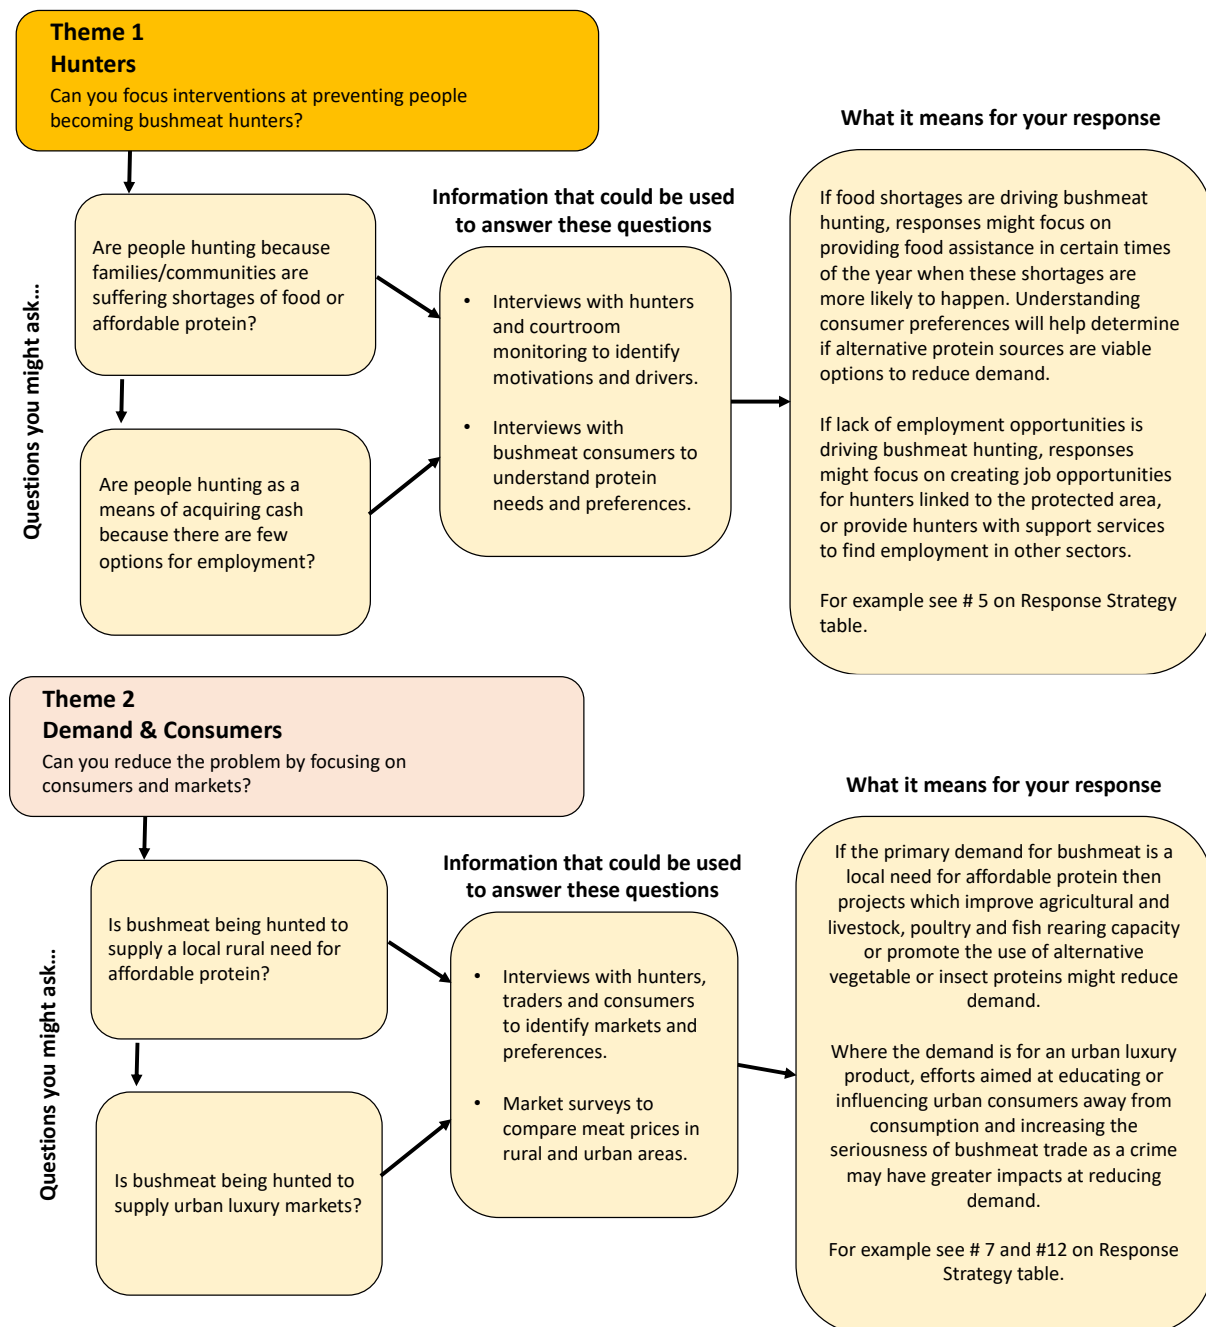 Theme 1
Hunters
Can you focus interventions at preventing people
becoming bushmeat hunters?
Questions you might ask...
Are people hunting because
families/communities are
suffering shortages of food or
affordable protein?
Are people hunting as a
means of acquiring cash
because there are few
options for employment?
Information that could be used
to answer these questions
• Interviews with hunters
and courtroom
monitoring to identify
motivations and drivers.
• Interviews with
bushmeat consumers to
understand protein
needs and preferences.
What it means for your response
If food shortages are driving bushmeat
hunting, responses might focus on
providing food assistance in certain times
of the year when these shortages are
more likely to happen. Understanding
consumer preferences will help determine
if alternative protein sources are viable
options to reduce demand.
If lack of employment opportunities is
driving bushmeat hunting, responses
might focus on creating job opportunities
for hunters linked to the protected area,
or provide hunters with support services
to find employment in other sectors.
For example see # 5 on Response Strategy
table.
Theme 2
Demand & Consumers
Can you reduce the problem by focusing on
consumers and markets?
Questions you might ask...
Is bushmeat being hunted to
supply a local rural need for
affordable protein?
Is bushmeat being hunted to
supply urban luxury markets?
Information that could be used
to answer these questions
• Interviews with hunters,
traders and consumers
to identify markets and
preferences.
• Market surveys to
compare meat prices in
rural and urban areas.
What it means for your response
If the primary demand for bushmeat is a
local need for affordable protein then
projects which improve agricultural and
livestock, poultry and fish rearing capacity
or promote the use of alternative
vegetable or insect proteins might reduce
demand.
Where the demand is for an urban luxury
product, efforts aimed at educating or
influencing urban consumers away from
consumption and increasing the
seriousness of bushmeat trade as a crime
may have greater impacts at reducing
demand.
For example see # 7 and #12 on Response
Strategy table.